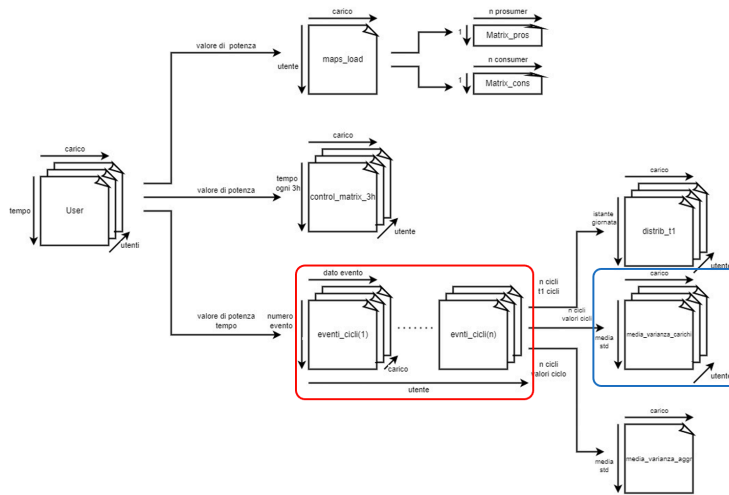 carico
utente
maps_load
valore di potenza
n prosumer
1
Matrix_pros
n consumer
1
Matrix_cons
carico
tempo
User
utenti
valore di potenza
carico
tempo
ogni 3h
control_matrix_3h
utente
valore di potenza
tempo
dato evento
numero
evento
eventi_cicli(1)
carico
evnti_cicli(n)
utente
n cicli
t1 cicli
n cicli
valori cicli
n cicli
valori ciclo
carico
istante
giornata
distrib_t1
utente
carico
media
std
media_varianza_carichi
utente
carico
media
std
media_varianza_aggr